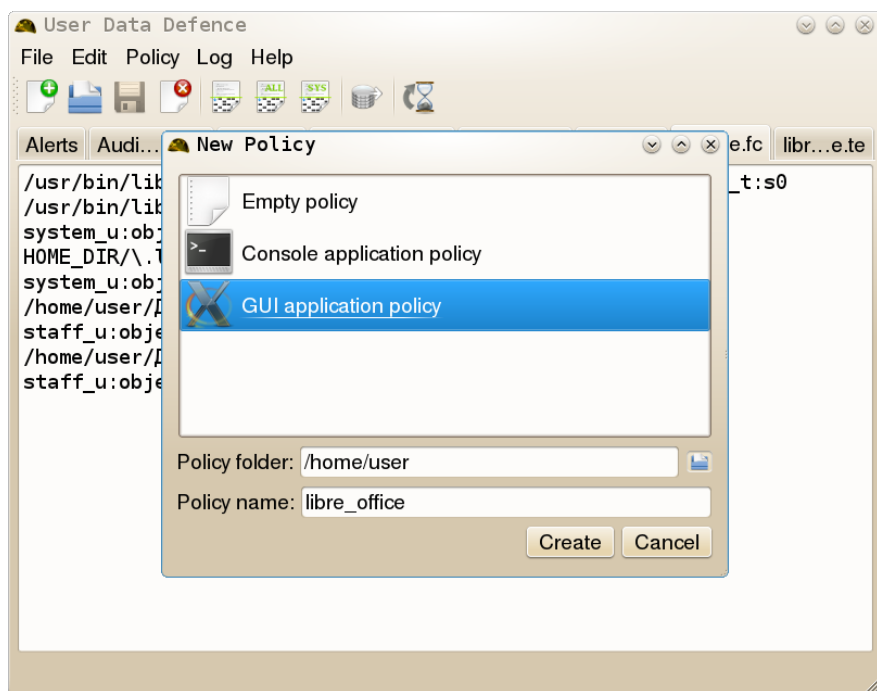 User Data Defence
File Edit Policy Log Help
ALL SYS
Alerts Audi... e.fc libr...e.te
New Policy
/usr/bin/lib _t:s0
/usr/bin/lib
system_u:obj
HOME_DIR/\.l
system_u:obj
/home/user/Д
staff_u:obje
/home/user/Д
staff_u:obje
Empty policy
>_
Console application policy
GUI application policy
Policy folder: /home/user
Policy name: libre_office
Create Cancel